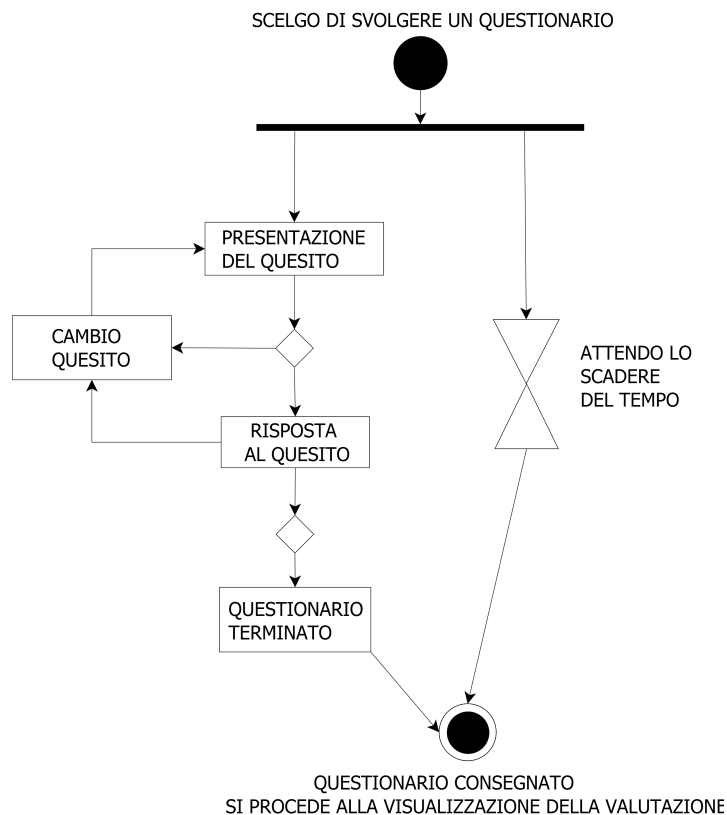 SCELGO DI SVOLGERE UN QUESTIONARIO
PRESENTAZIONE
DEL QUESITO
CAMBIO
QUESITO
ATTENDO LO
SCADERE
DEL TEMPO
RISPOSTA
AL QUESITO
QUESTIONARIO
TERMINATO
QUESTIONARIO CONSEGNATO
SI PROCEDE ALLA VISUALIZZAZIONE DELLA VALUTAZIONE